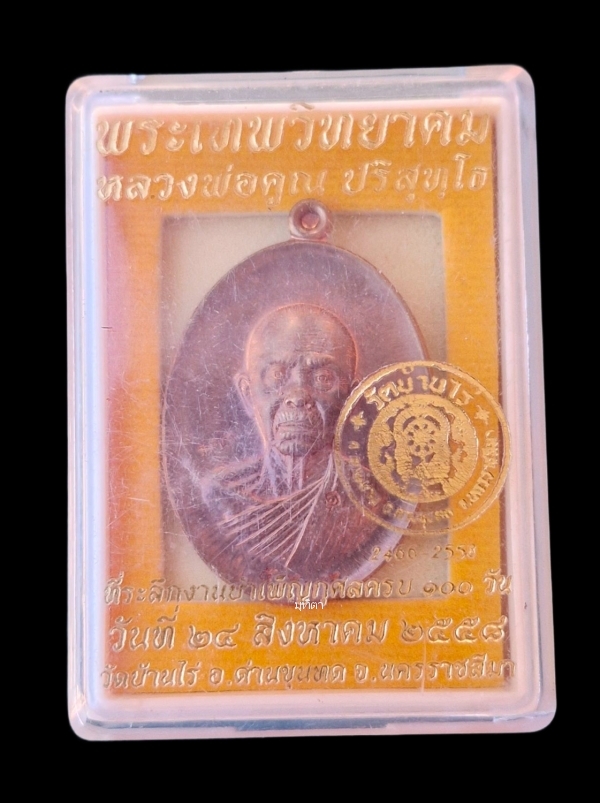 พระเทพวิทยาคม
หลวงพ่อคูณ ปริสุทฺโธ
วัดบ้านไร่
ที่ระลึกงานบำเพ็ญกุศลครบ ๑๐๐ วัน
มุทิตา
วันที่ ๒๔ สิงหาคม ๒๕๕๘
วัดบ้านไร่ อ.ด่านขุนทด จ.นครราชสีมา